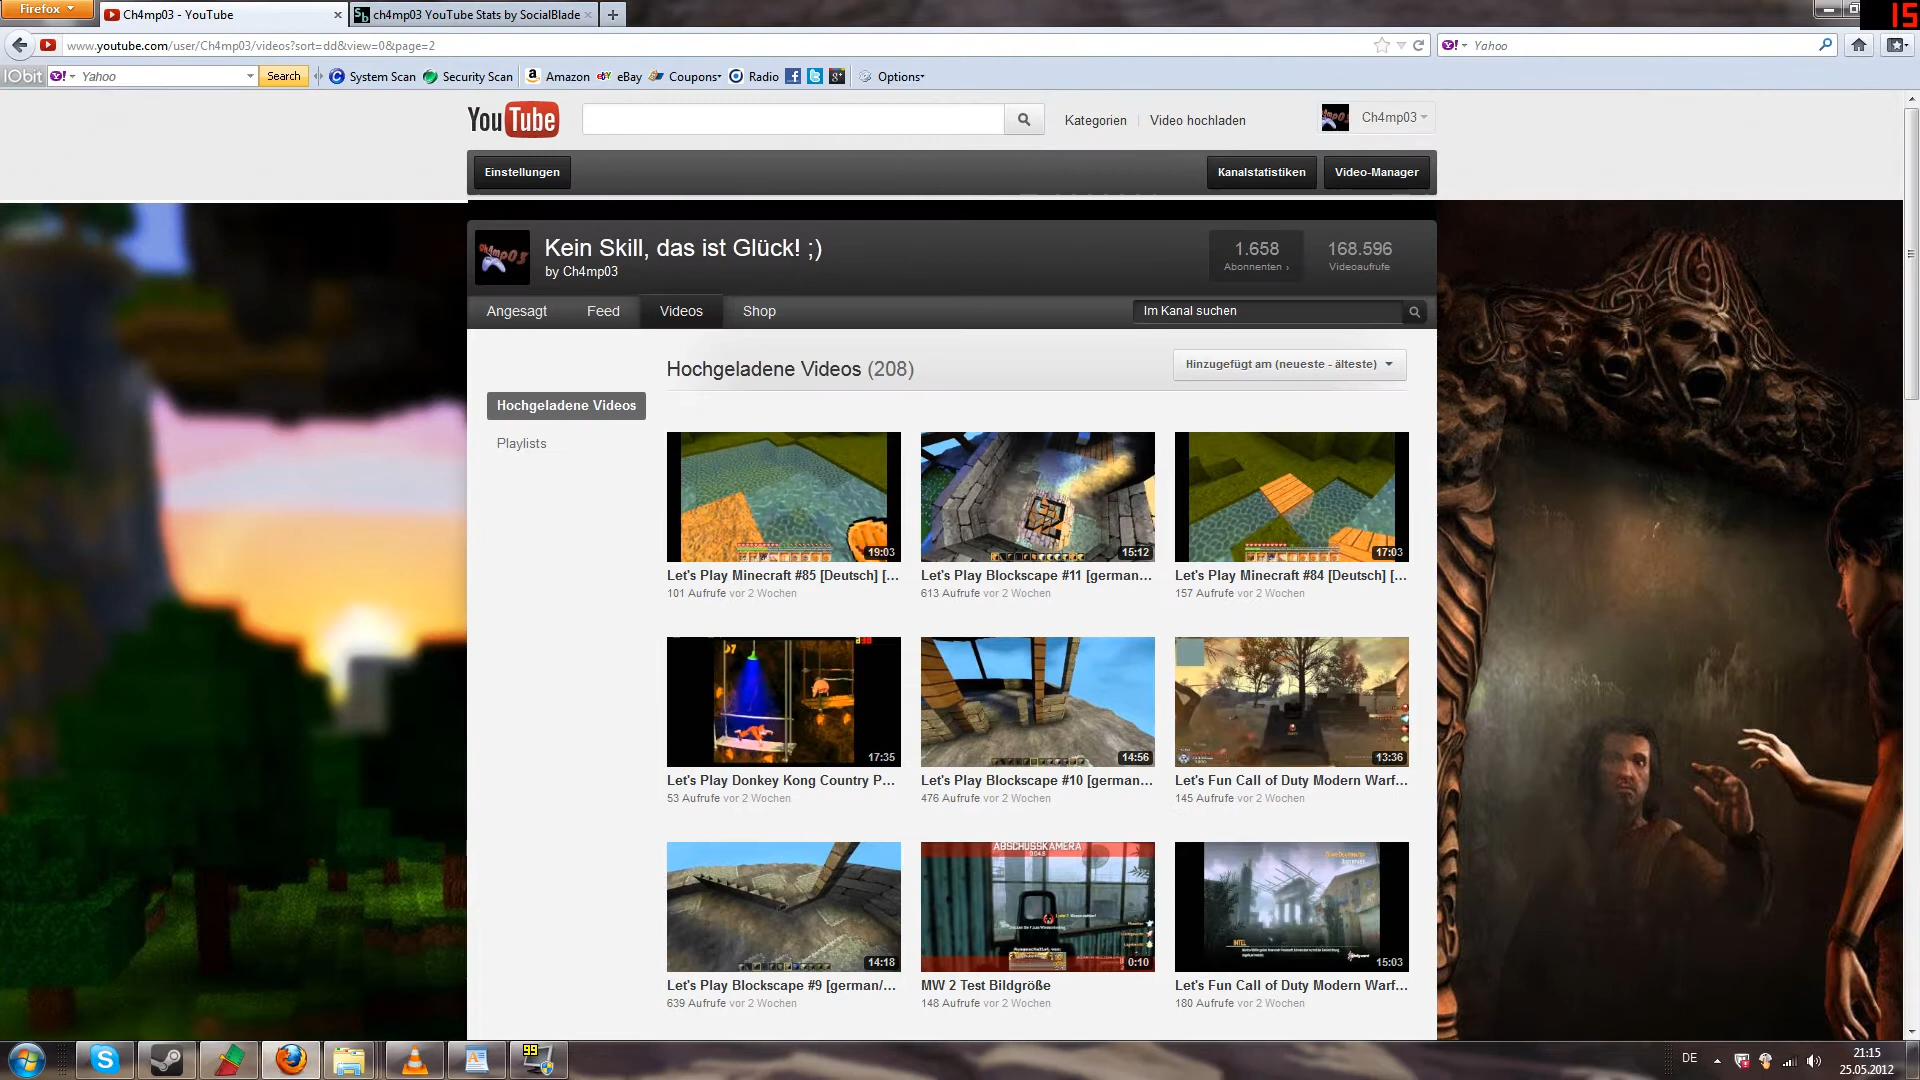 Firefox
Ch4mp03 - YouTube
ch4mp03 YouTube Stats by SocialBlade
15
www.youtube.com/user/Ch4mp03/videos?sort=dd&view=0&page=2
Yahoo
IObit
Yahoo
Search
System Scan
Security Scan
Amazon
eBay
Coupons
Radio
Options
YouTube
Kategorien
Video hochladen
Ch4mp03
Einstellungen
Kanalstatistiken
Video-Manager
Ch4mp03
Kein Skill, das ist Glück! ;)
by Ch4mp03
1.658
Abonnenten ›
168.596
Videoaufrufe
Angesagt
Feed
Videos
Shop
Im Kanal suchen
Hochgeladene Videos (208)
Hinzugefügt am (neueste - älteste)
Hochgeladene Videos
Playlists
19:03
15:12
17:03
Let's Play Minecraft #85 [Deutsch] [...
Let's Play Blockscape #11 [german...
Let's Play Minecraft #84 [Deutsch] [...
101 Aufrufe vor 2 Wochen
613 Aufrufe vor 2 Wochen
157 Aufrufe vor 2 Wochen
17:35
14:56
13:36
Let's Play Donkey Kong Country P...
Let's Play Blockscape #10 [german...
Let's Fun Call of Duty Modern Warf...
53 Aufrufe vor 2 Wochen
476 Aufrufe vor 2 Wochen
145 Aufrufe vor 2 Wochen
ABSCHUSSKAMERA
INTEL
14:18
0:10
15:03
Let's Play Blockscape #9 [german/...
MW 2 Test Bildgröße
Let's Fun Call of Duty Modern Warf...
639 Aufrufe vor 2 Wochen
148 Aufrufe vor 2 Wochen
180 Aufrufe vor 2 Wochen
99
DE
21:15
25.05.2012